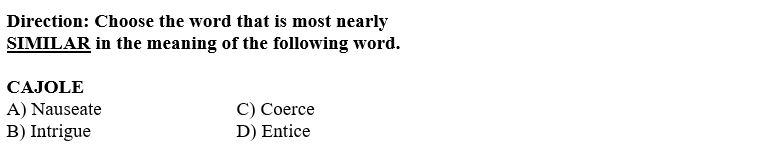 Direction: Choose the word that is most nearly
SIMILAR in the meaning of the following word.
CAJOLE
A) Nauseate C) Coerce
B) Intrigue D) Entice